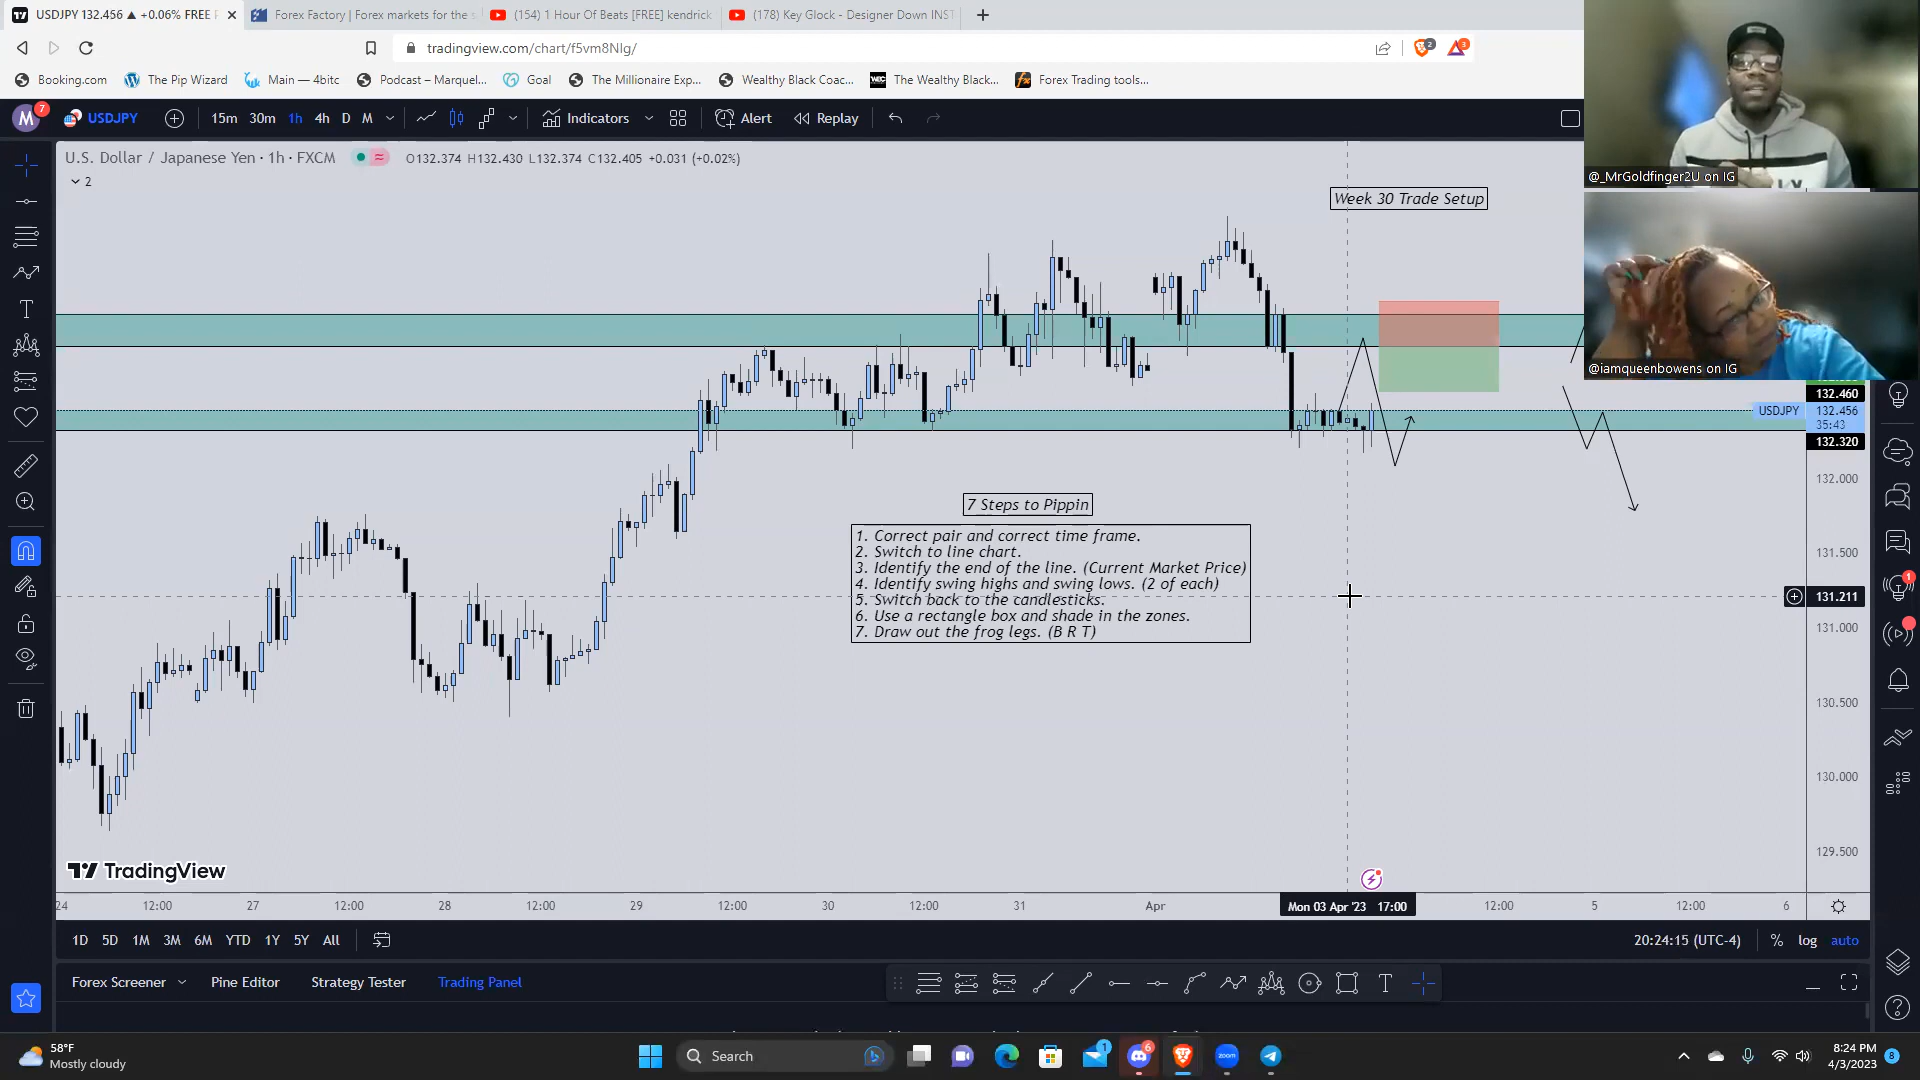 USDJPY 132.456 ▲ +0.06% FREE
Forex Factory | Forex markets for the s
(154) 1 Hour Of Beats [FREE] kendrick
(178) Key Glock - Designer Down INST
tradingview.com/chart/f5vm8NIg/
2
3
Booking.com
The Pip Wizard
Main — 4bitc
Podcast – Marquel...
Goal
The Millionaire Exp...
Wealthy Black Coac...
The Wealthy Black...
Forex Trading tools...
M
7
USDJPY
15m 30m 1h 4h D M
Indicators
Alert
Replay
U.S. Dollar / Japanese Yen · 1h · FXCM
O132.374 H132.430 L132.374 C132.405 +0.031 (+0.02%)
2
@_MrGoldfinger2U on IG
@iamqueenbowens on IG
Week 30 Trade Setup
132.460
USDJPY 132.456
35:43
132.320
132.000
131.500
131.211
131.000
130.500
130.000
129.500
7 Steps to Pippin
1. Correct pair and correct time frame.
2. Switch to line chart.
3. Identify the end of the line. (Current Market Price)
4. Identify swing highs and swing lows. (2 of each)
5. Switch back to the candlesticks.
6. Use a rectangle box and shade in the zones.
7. Draw out the frog legs. (B R T)
TradingView
24 12:00 27 12:00 28 12:00 29 12:00 30 12:00 31 Apr Mon 03 Apr '23 17:00 12:00 5 12:00 6
1D 5D 1M 3M 6M YTD 1Y 5Y All
20:24:15 (UTC-4) % log auto
Forex Screener Pine Editor Strategy Tester Trading Panel
58°F
Mostly cloudy
Search
1
6
zoom
8:24 PM
4/3/2023
8